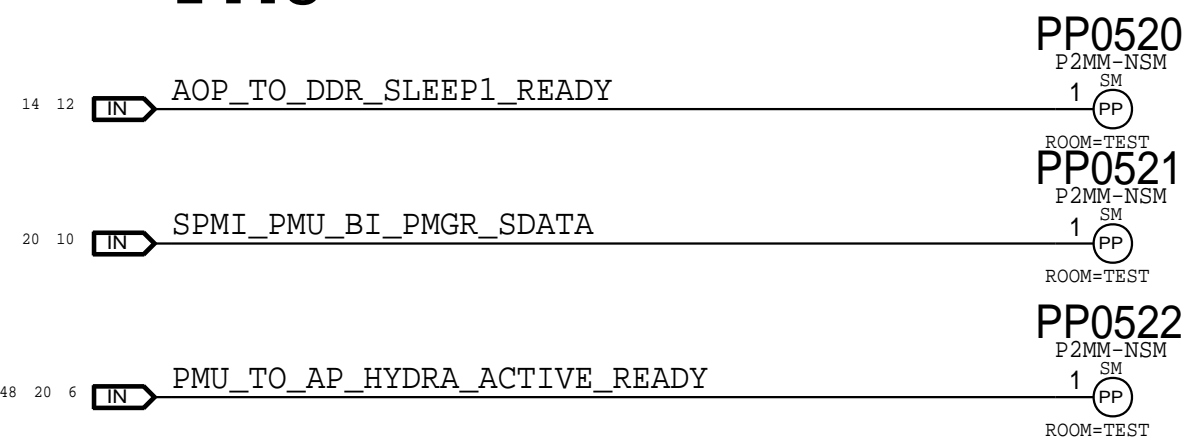 PP0520
P2MM-NSM
SM
14 12 IN AOP_TO_DDR_SLEEP1_READY 1 PP
ROOM=TEST
PP0521
P2MM-NSM
SM
20 10 IN SPMI_PMU_BI_PMGR_SDATA 1 PP
ROOM=TEST
PP0522
P2MM-NSM
SM
48 20 6 IN PMU_TO_AP_HYDRA_ACTIVE_READY 1 PP
ROOM=TEST